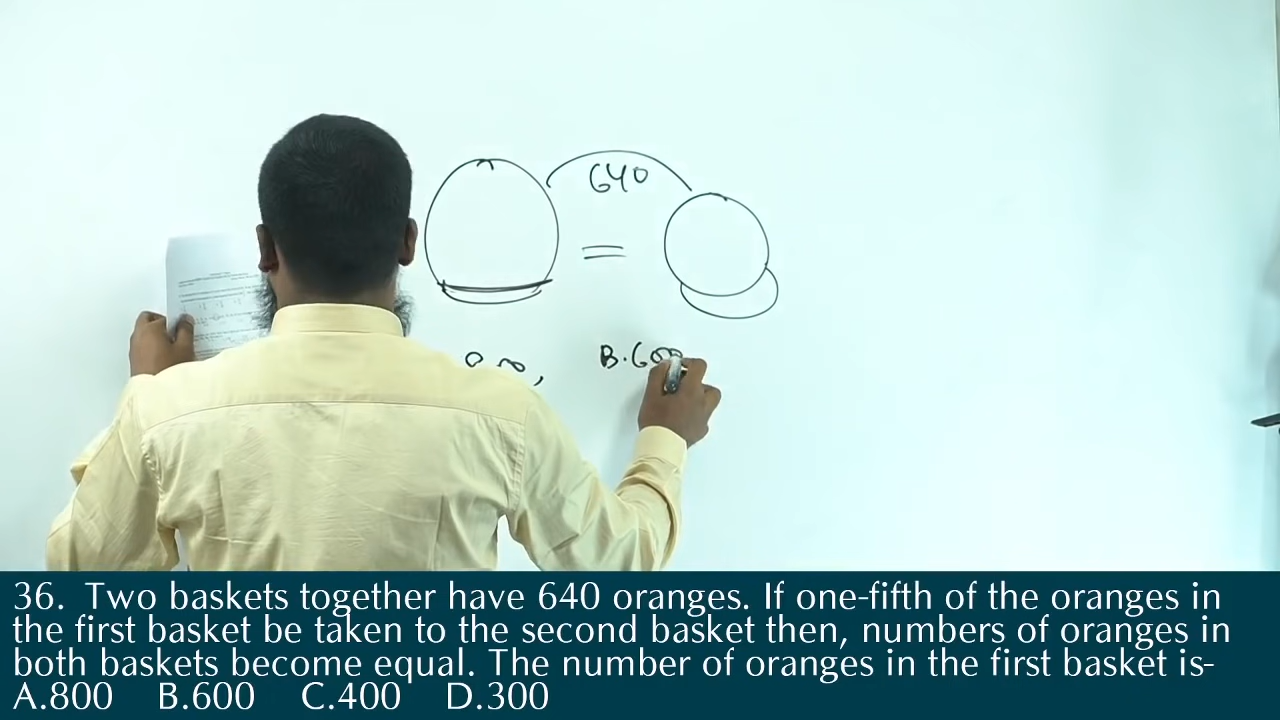 640
=
B.600
36. Two baskets together have 640 oranges. If one-fifth of the oranges in
the first basket be taken to the second basket then, numbers of oranges in
both baskets become equal. The number of oranges in the first basket is-
A.800 B.600 C.400 D.300